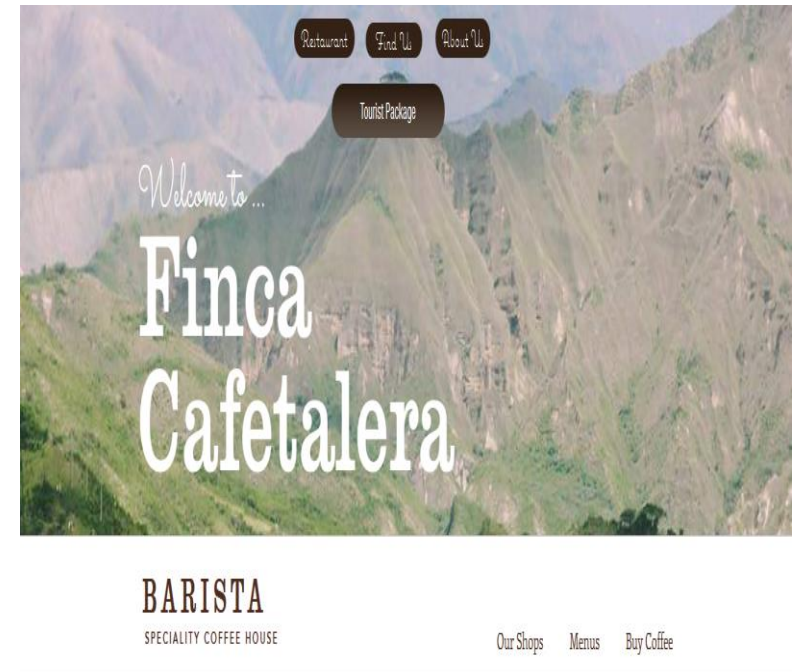 Restaurant Find Us About Us
Tourist Package
Welcome to ...
Finca
Cafetalera
BARISTA
SPECIALITY COFFEE HOUSE
Our Shops Menus Buy Coffee